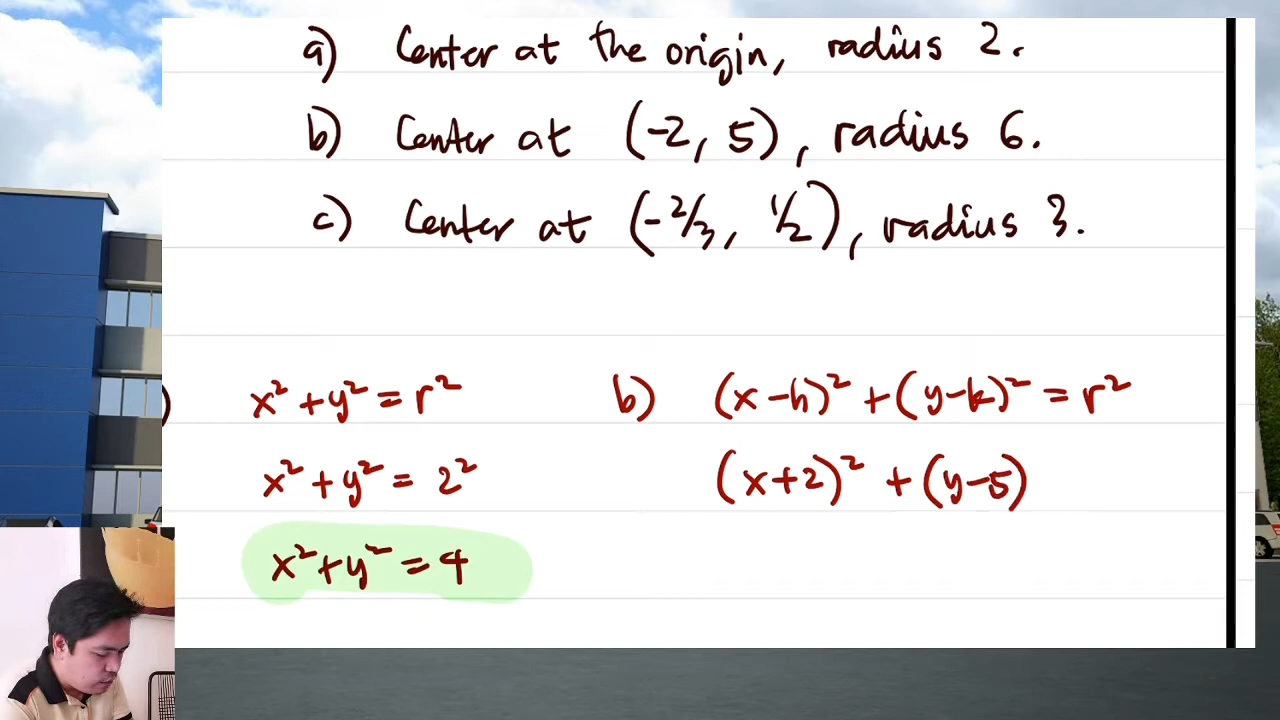 a) Center at the origin, radius 2.
b) Center at (-2, 5), radius 6.
c) Center at (-2/3, 1/2), radius 3.
) x² + y² = r²
x² + y² = 2²
x² + y² = 4
b) (x-h)² + (y-k)² = r²
(x+2)² + (y-5)